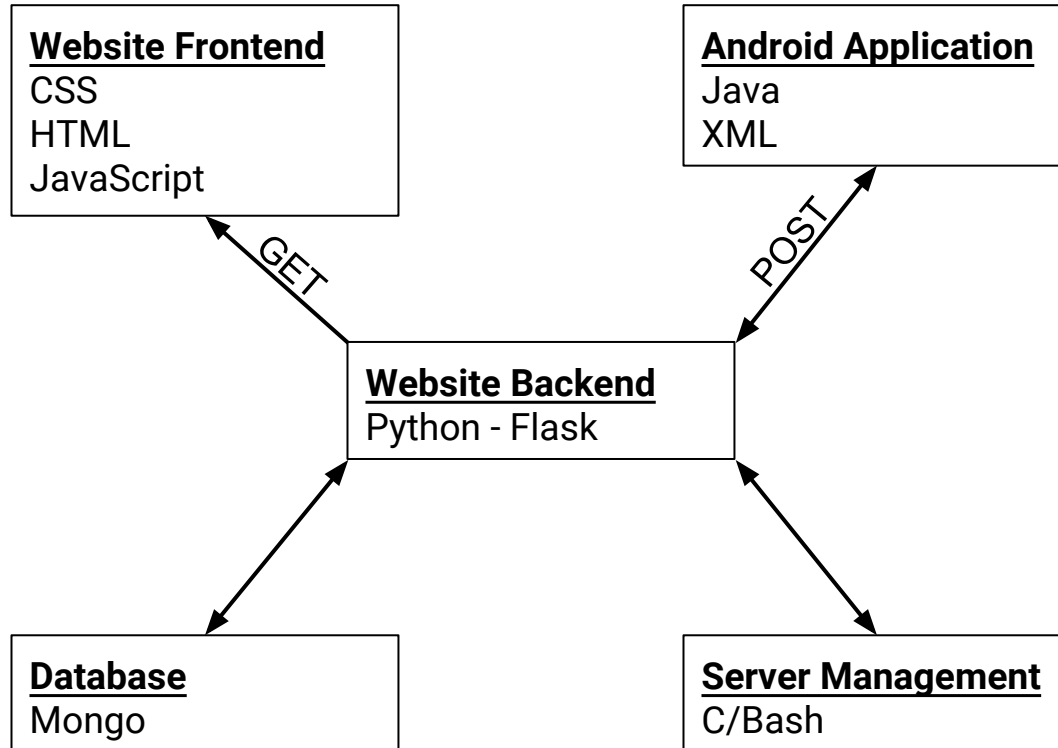 Website Frontend
CSS
HTML
JavaScript
Android Application
Java
XML
GET
POST
Website Backend
Python - Flask
Database
Mongo
Server Management
C/Bash